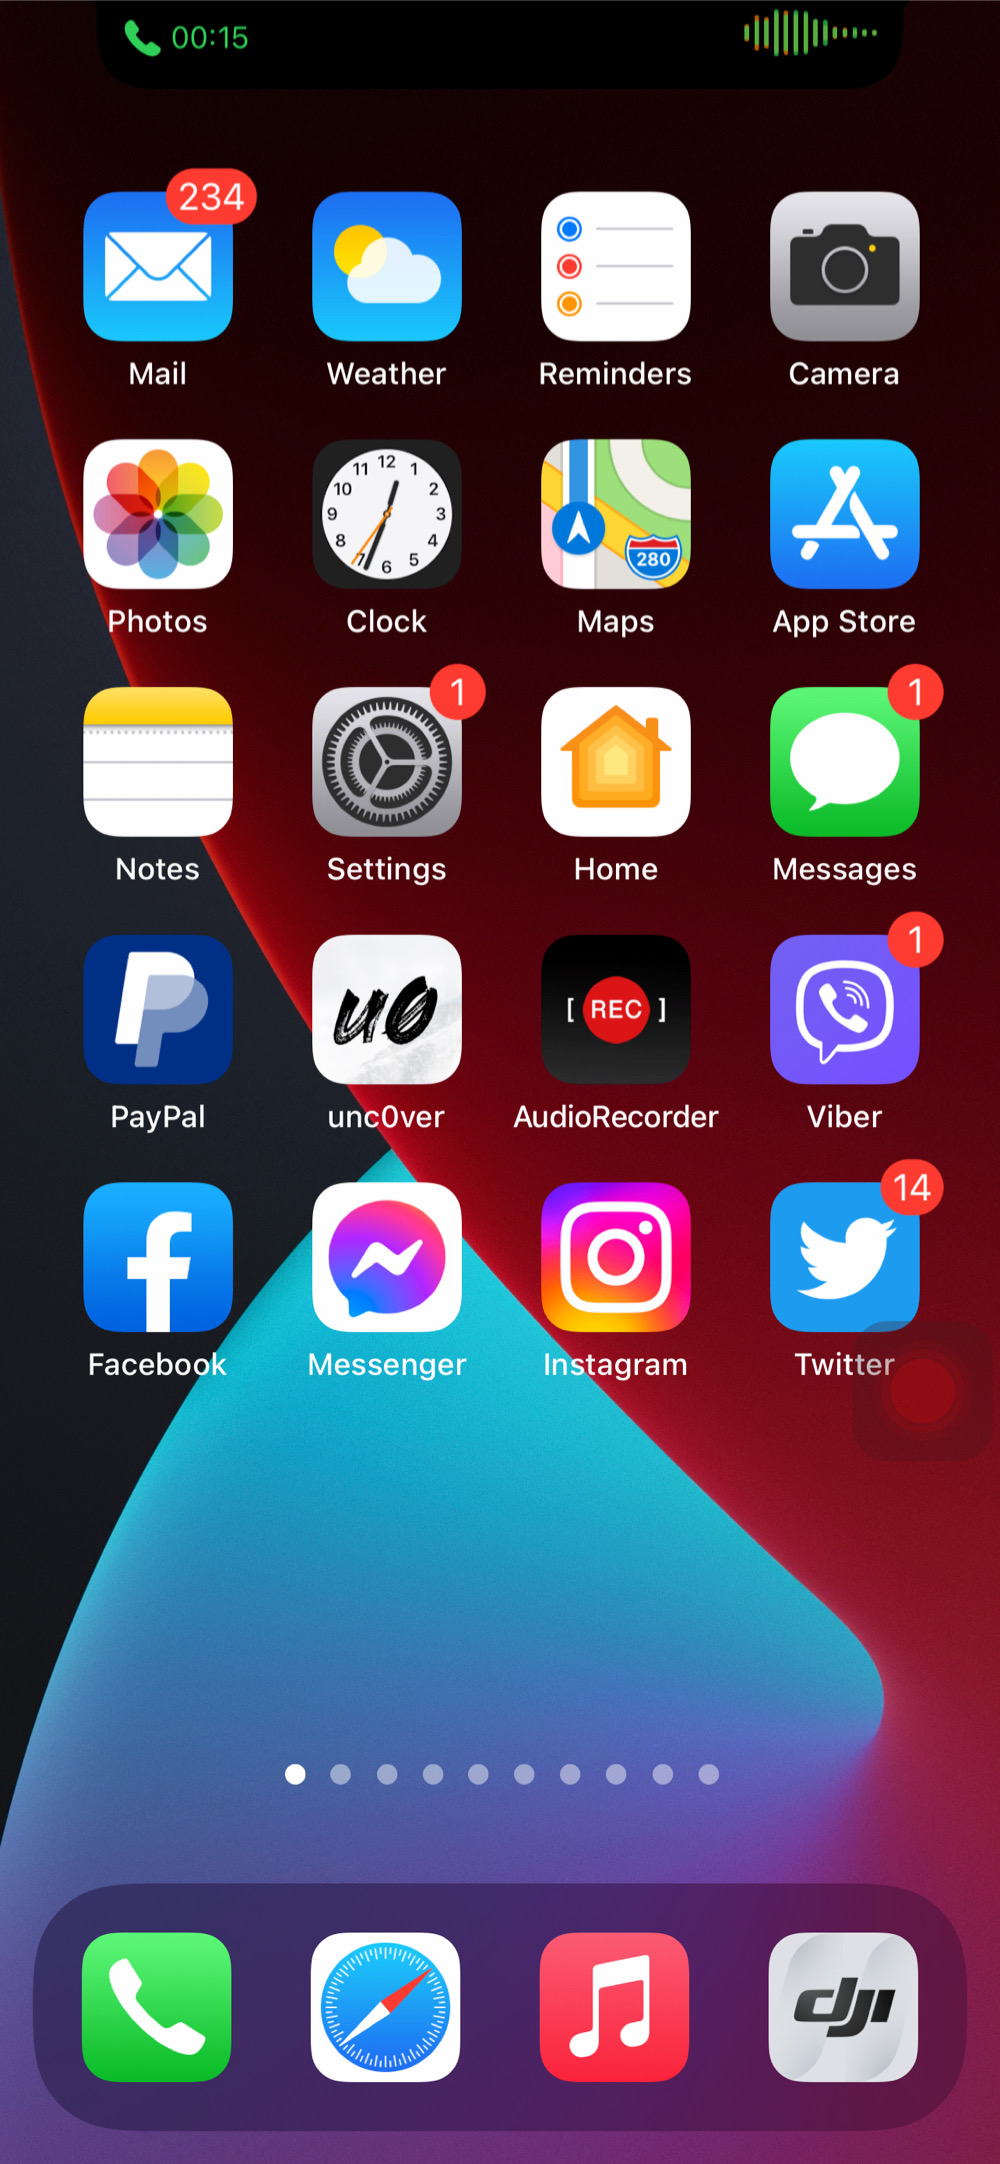 00:15
234
Mail
Weather
Reminders
Camera
12
11 1
10 2
9 3
8 4
7 6 5
280
Photos
Clock
Maps
App Store
1
1
Notes
Settings
Home
Messages
1
uo
[ REC ]
PayPal
unc0ver
AudioRecorder
Viber
14
Facebook
Messenger
Instagram
Twitter
dji